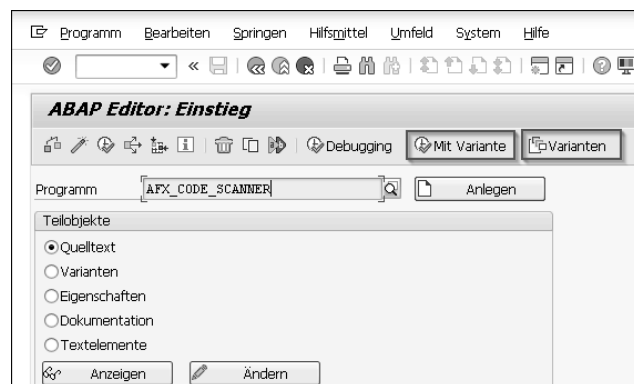 Programm Bearbeiten Springen Hilfsmittel Umfeld System Hilfe
ABAP Editor: Einstieg
Debugging Mit Variante Varianten
Programm AFX_CODE_SCANNER Anlegen
Teilobjekte
Quelltext
Varianten
Eigenschaften
Dokumentation
Textelemente
Anzeigen Ändern